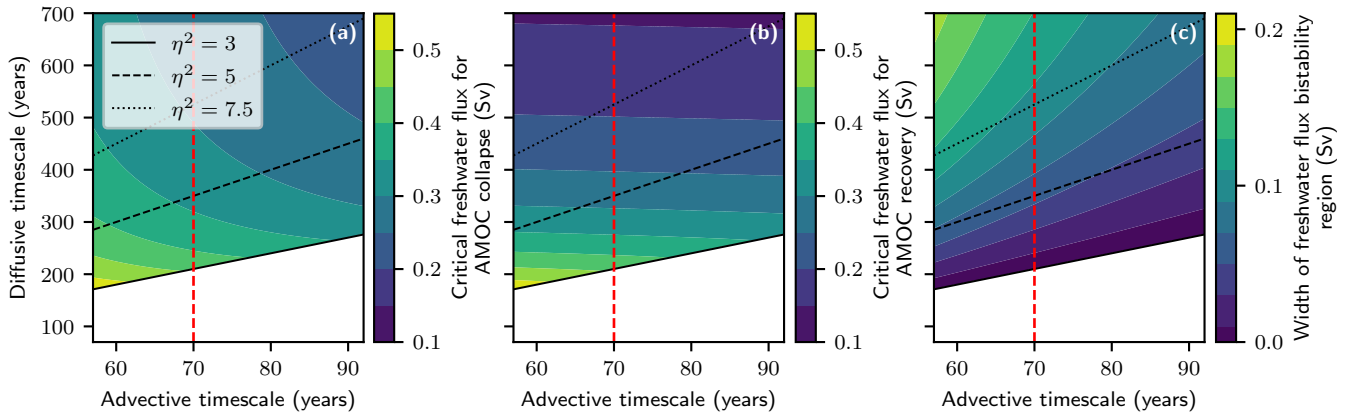 700
600
500
400
300
200
100
Diffusive timescale (years)
(a)
η² = 3
η² = 5
η² = 7.5
60 70 80 90
Advective timescale (years)
0.5
0.4
0.3
0.2
0.1
Critical freshwater flux for
AMOC collapse (Sv)
(b)
60 70 80 90
Advective timescale (years)
0.5
0.4
0.3
0.2
0.1
Critical freshwater flux for
AMOC recovery (Sv)
(c)
60 70 80 90
Advective timescale (years)
0.2
0.1
0.0
Width of freshwater flux bistability
region (Sv)